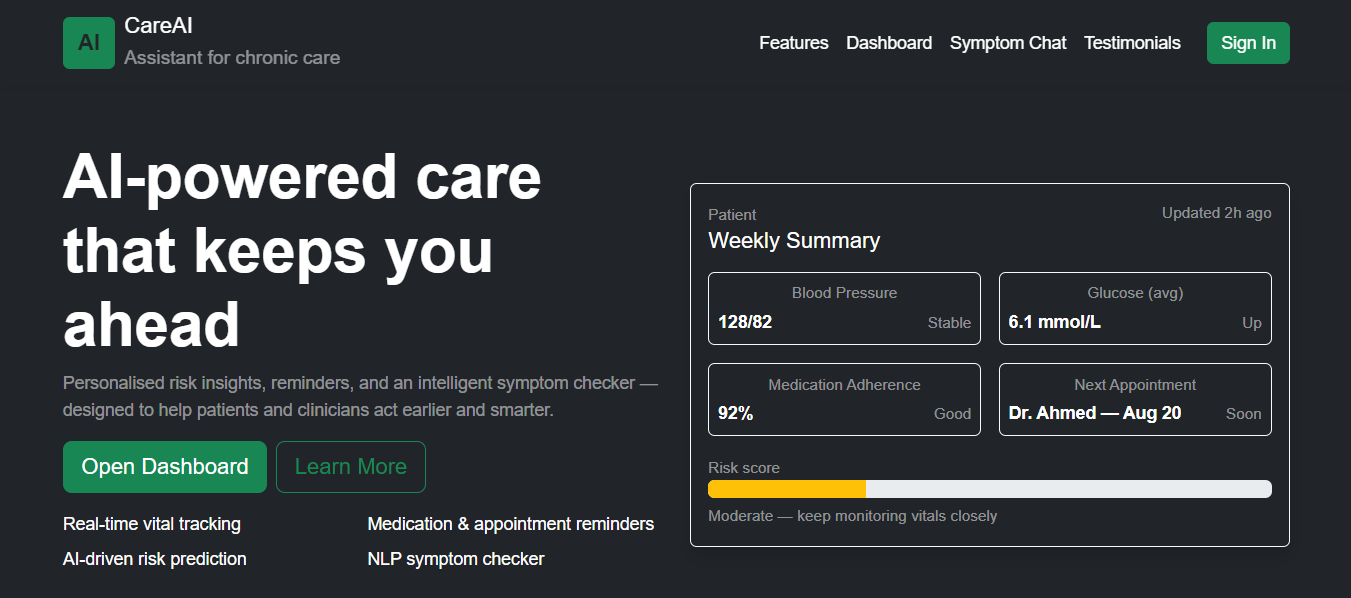 AI
CareAI
Assistant for chronic care
Features Dashboard Symptom Chat Testimonials Sign In
AI-powered care
that keeps you
ahead
Personalised risk insights, reminders, and an intelligent symptom checker —
designed to help patients and clinicians act earlier and smarter.
Open Dashboard Learn More
Real-time vital tracking Medication & appointment reminders
AI-driven risk prediction NLP symptom checker
Patient Updated 2h ago
Weekly Summary
Blood Pressure
128/82 Stable
Glucose (avg)
6.1 mmol/L Up
Medication Adherence
92% Good
Next Appointment
Dr. Ahmed — Aug 20 Soon
Risk score
Moderate — keep monitoring vitals closely